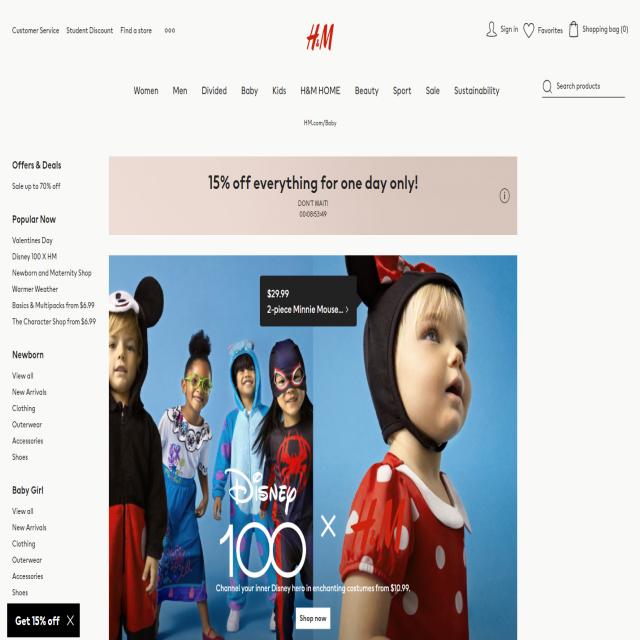 Customer Service Student Discount Find a store
H&M
Sign in Favorites Shopping bag (0)
Women Men Divided Baby Kids H&M HOME Beauty Sport Sale Sustainability
Search products
HM.com/Baby
Offers & Deals
Sale up to 70% off
Popular Now
Valentines Day
Disney 100 X HM
Newborn and Maternity Shop
Warmer Weather
Basics & Multipacks from $6.99
The Character Shop from $6.99
Newborn
View all
New Arrivals
Clothing
Outerwear
Accessories
Shoes
Baby Girl
View all
New Arrivals
Clothing
Outerwear
Accessories
Shoes
Get 15% off X
15% off everything for one day only!
DON'T WAIT!
00:08:53:49
$29.99
2-piece Minnie Mouse... >
Disney
100 × H&M
Channel your inner Disney hero in enchanting costumes from $10.99.
Shop now